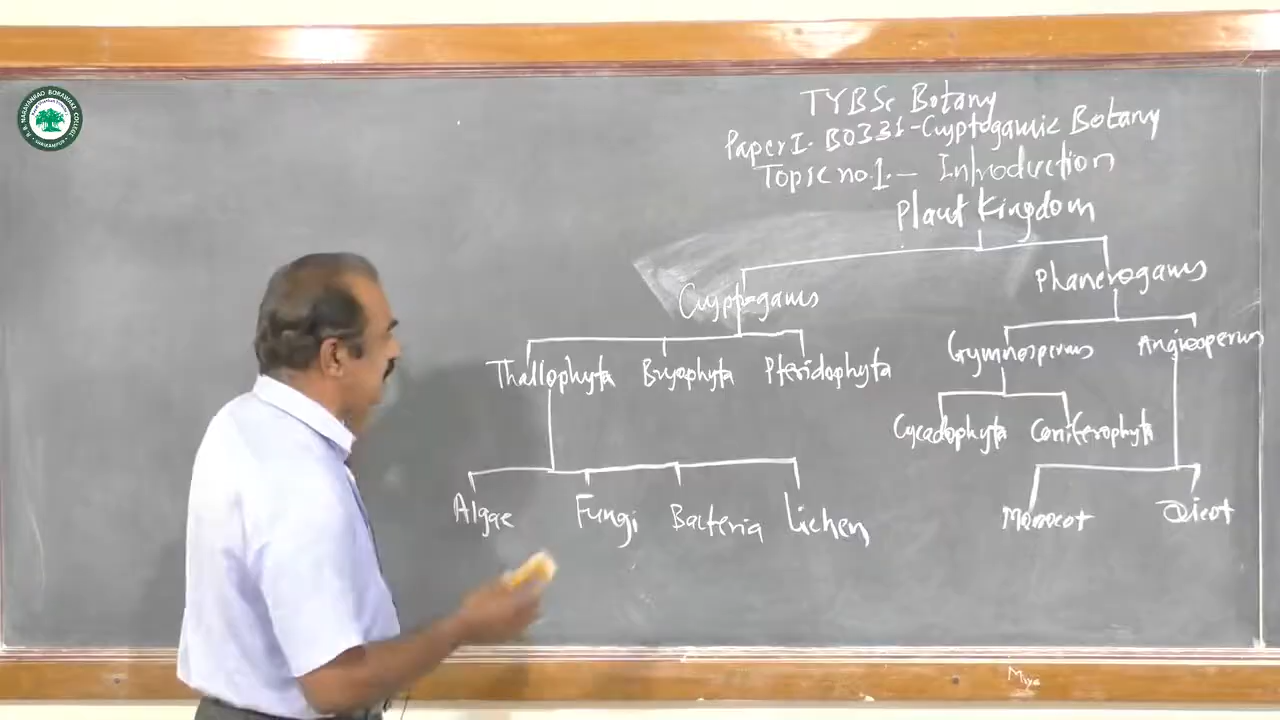 TYBSc Botany
Paper I. BO331-Cryptogamic Botany
Topic no.1.- Introduction
Plant Kingdom
Cryptogams
Phanerogams
Thallophyta Bryophyta Pteridophyta
Gymnosperms Angiosperms
Cycadophyta Coniferophyta
Algae Fungi Bacteria Lichen
Monocot Dicot